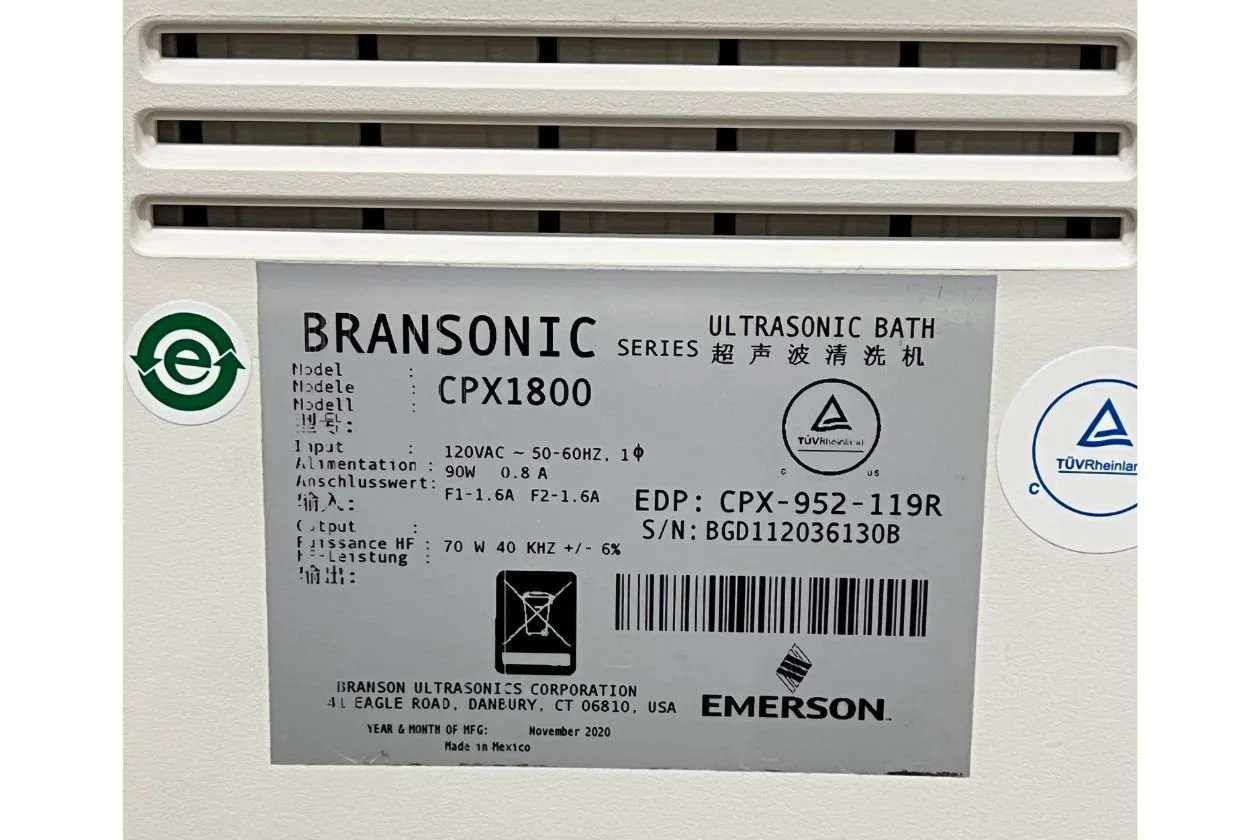 BRANSONIC SERIES
ULTRASONIC BATH
超声波清洗机
Model :
Modele :
Modell :
型号:
CPX1800
Input :
Alimentation :
Anschlusswert:
输入:
120VAC ~ 50-60HZ, 1ϕ
90W 0.8 A
F1-1.6A F2-1.6A
Output :
Puissance HF :
HF-Leistung :
输出:
70 W 40 KHZ +/- 6%
TÜVRheinland
C US
EDP: CPX-952-119R
S/N: BGD112036130B
BRANSON ULTRASONICS CORPORATION
41 EAGLE ROAD, DANBURY, CT 06810, USA
YEAR & MONTH OF MFG: November 2020
Made in Mexico
EMERSON
e
TÜVRheinlan
C